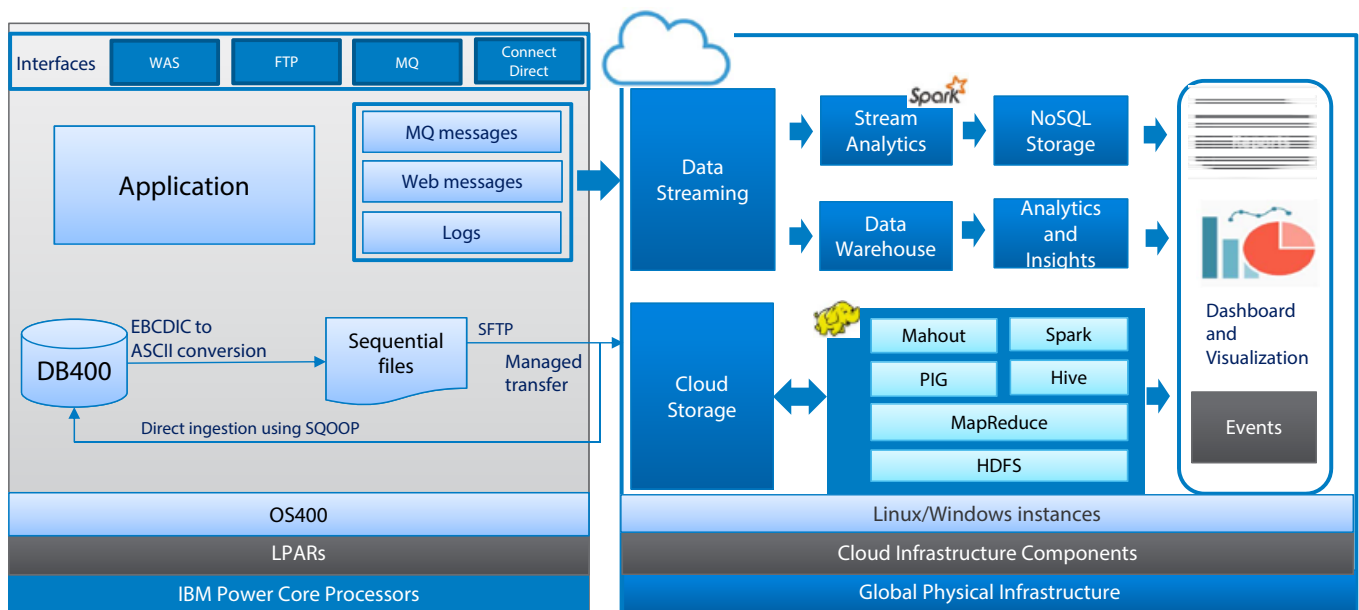 Interfaces
WAS
FTP
MQ
Connect
Direct
MQ messages
Web messages
Logs
Application
DB400
EBCDIC to
ASCII conversion
Sequential
files
SFTP
Managed
transfer
Direct ingestion using SQOOP
OS400
LPARs
IBM Power Core Processors
Data
Streaming
Spark
Stream
Analytics
NoSQL
Storage
Data
Warehouse
Analytics
and
Insights
Reports
Dashboard
and
Visualization
Events
Cloud
Storage
Mahout
Spark
PIG
Hive
MapReduce
HDFS
Linux/Windows instances
Cloud Infrastructure Components
Global Physical Infrastructure